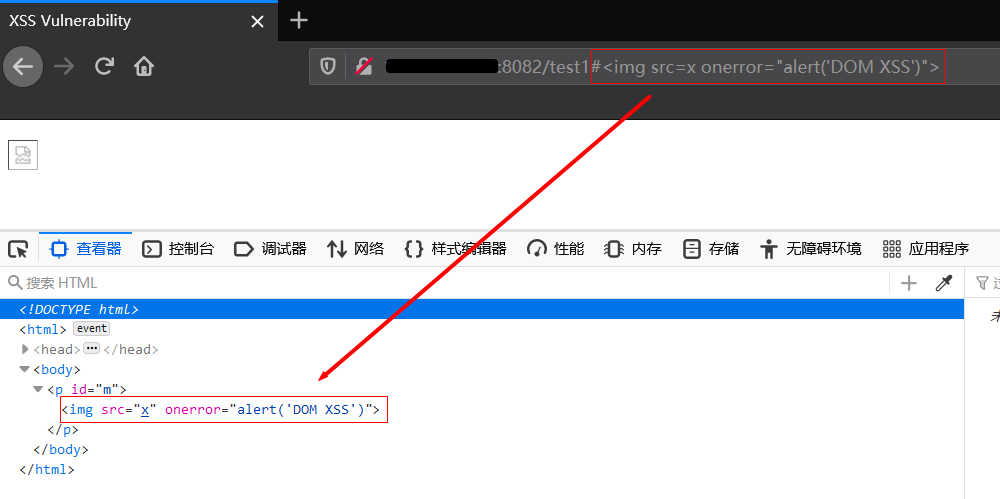 XSS Vulnerability
:8082/test1#<img src=x onerror="alert('DOM XSS')">
查看器 控制台 调试器 网络 样式编辑器 性能 内存 存储 无障碍环境 应用程序
搜索 HTML
<!DOCTYPE html>
<html> event
<head> ••• </head>
<body>
<p id="m">
<img src="x" onerror="alert('DOM XSS')">
</p>
</body>
</html>